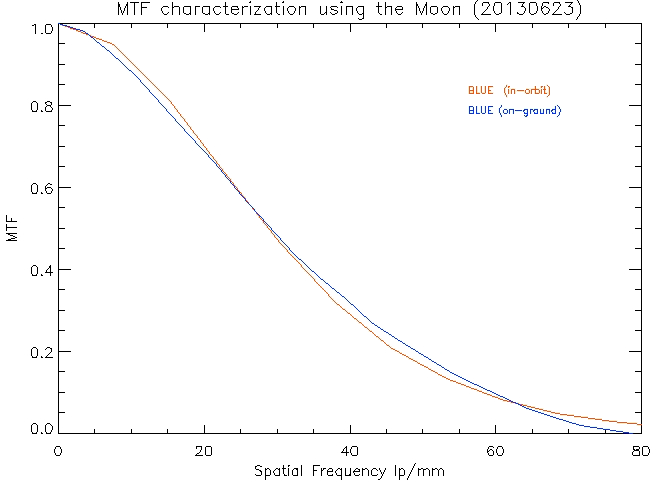 MTF characterization using the Moon (20130623)
1.0
BLUE (in-orbit)
0.8
BLUE (on-ground)
0.6
MTF
0.4
0.2
0.0
0 20 40 60 80
Spatial Frequency lp/mm